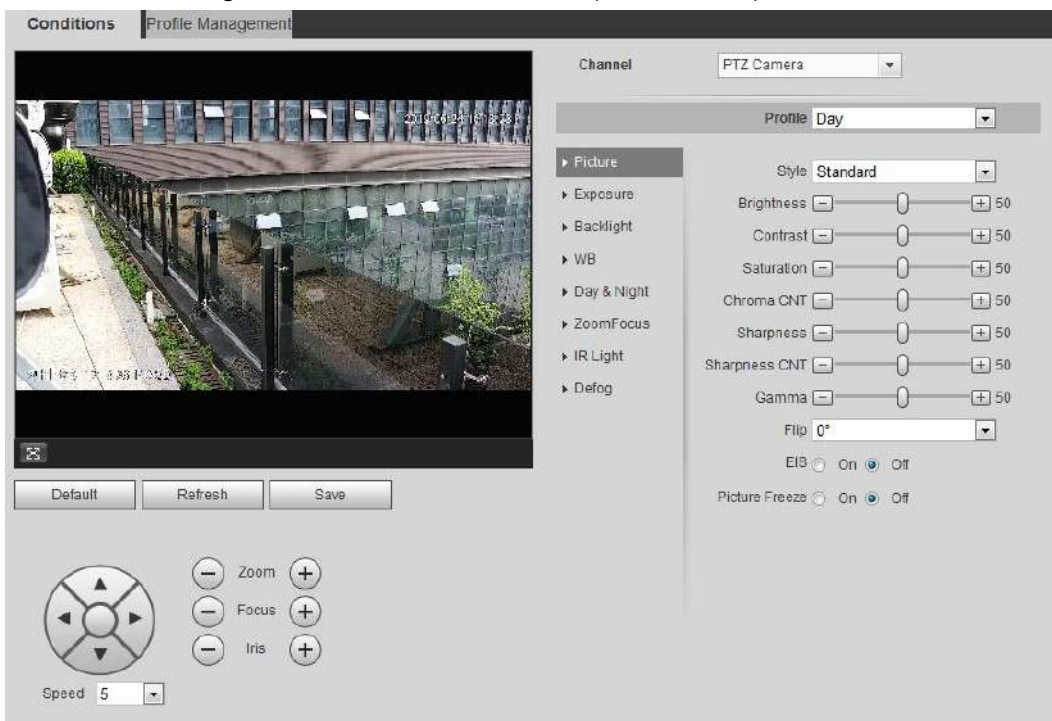 Conditions
Profile Management
Channel PTZ Camera
Profile Day
Picture
Exposure
Backlight
WB
Day & Night
ZoomFocus
IR Light
Defog
Style Standard
Brightness 50
Contrast 50
Saturation 50
Chroma CNT 50
Sharpness 50
Sharpness CNT 50
Gamma 50
Flip 0°
EIS On Off
Picture Freeze On Off
Default Refresh Save
Zoom
Focus
Iris
Speed 5